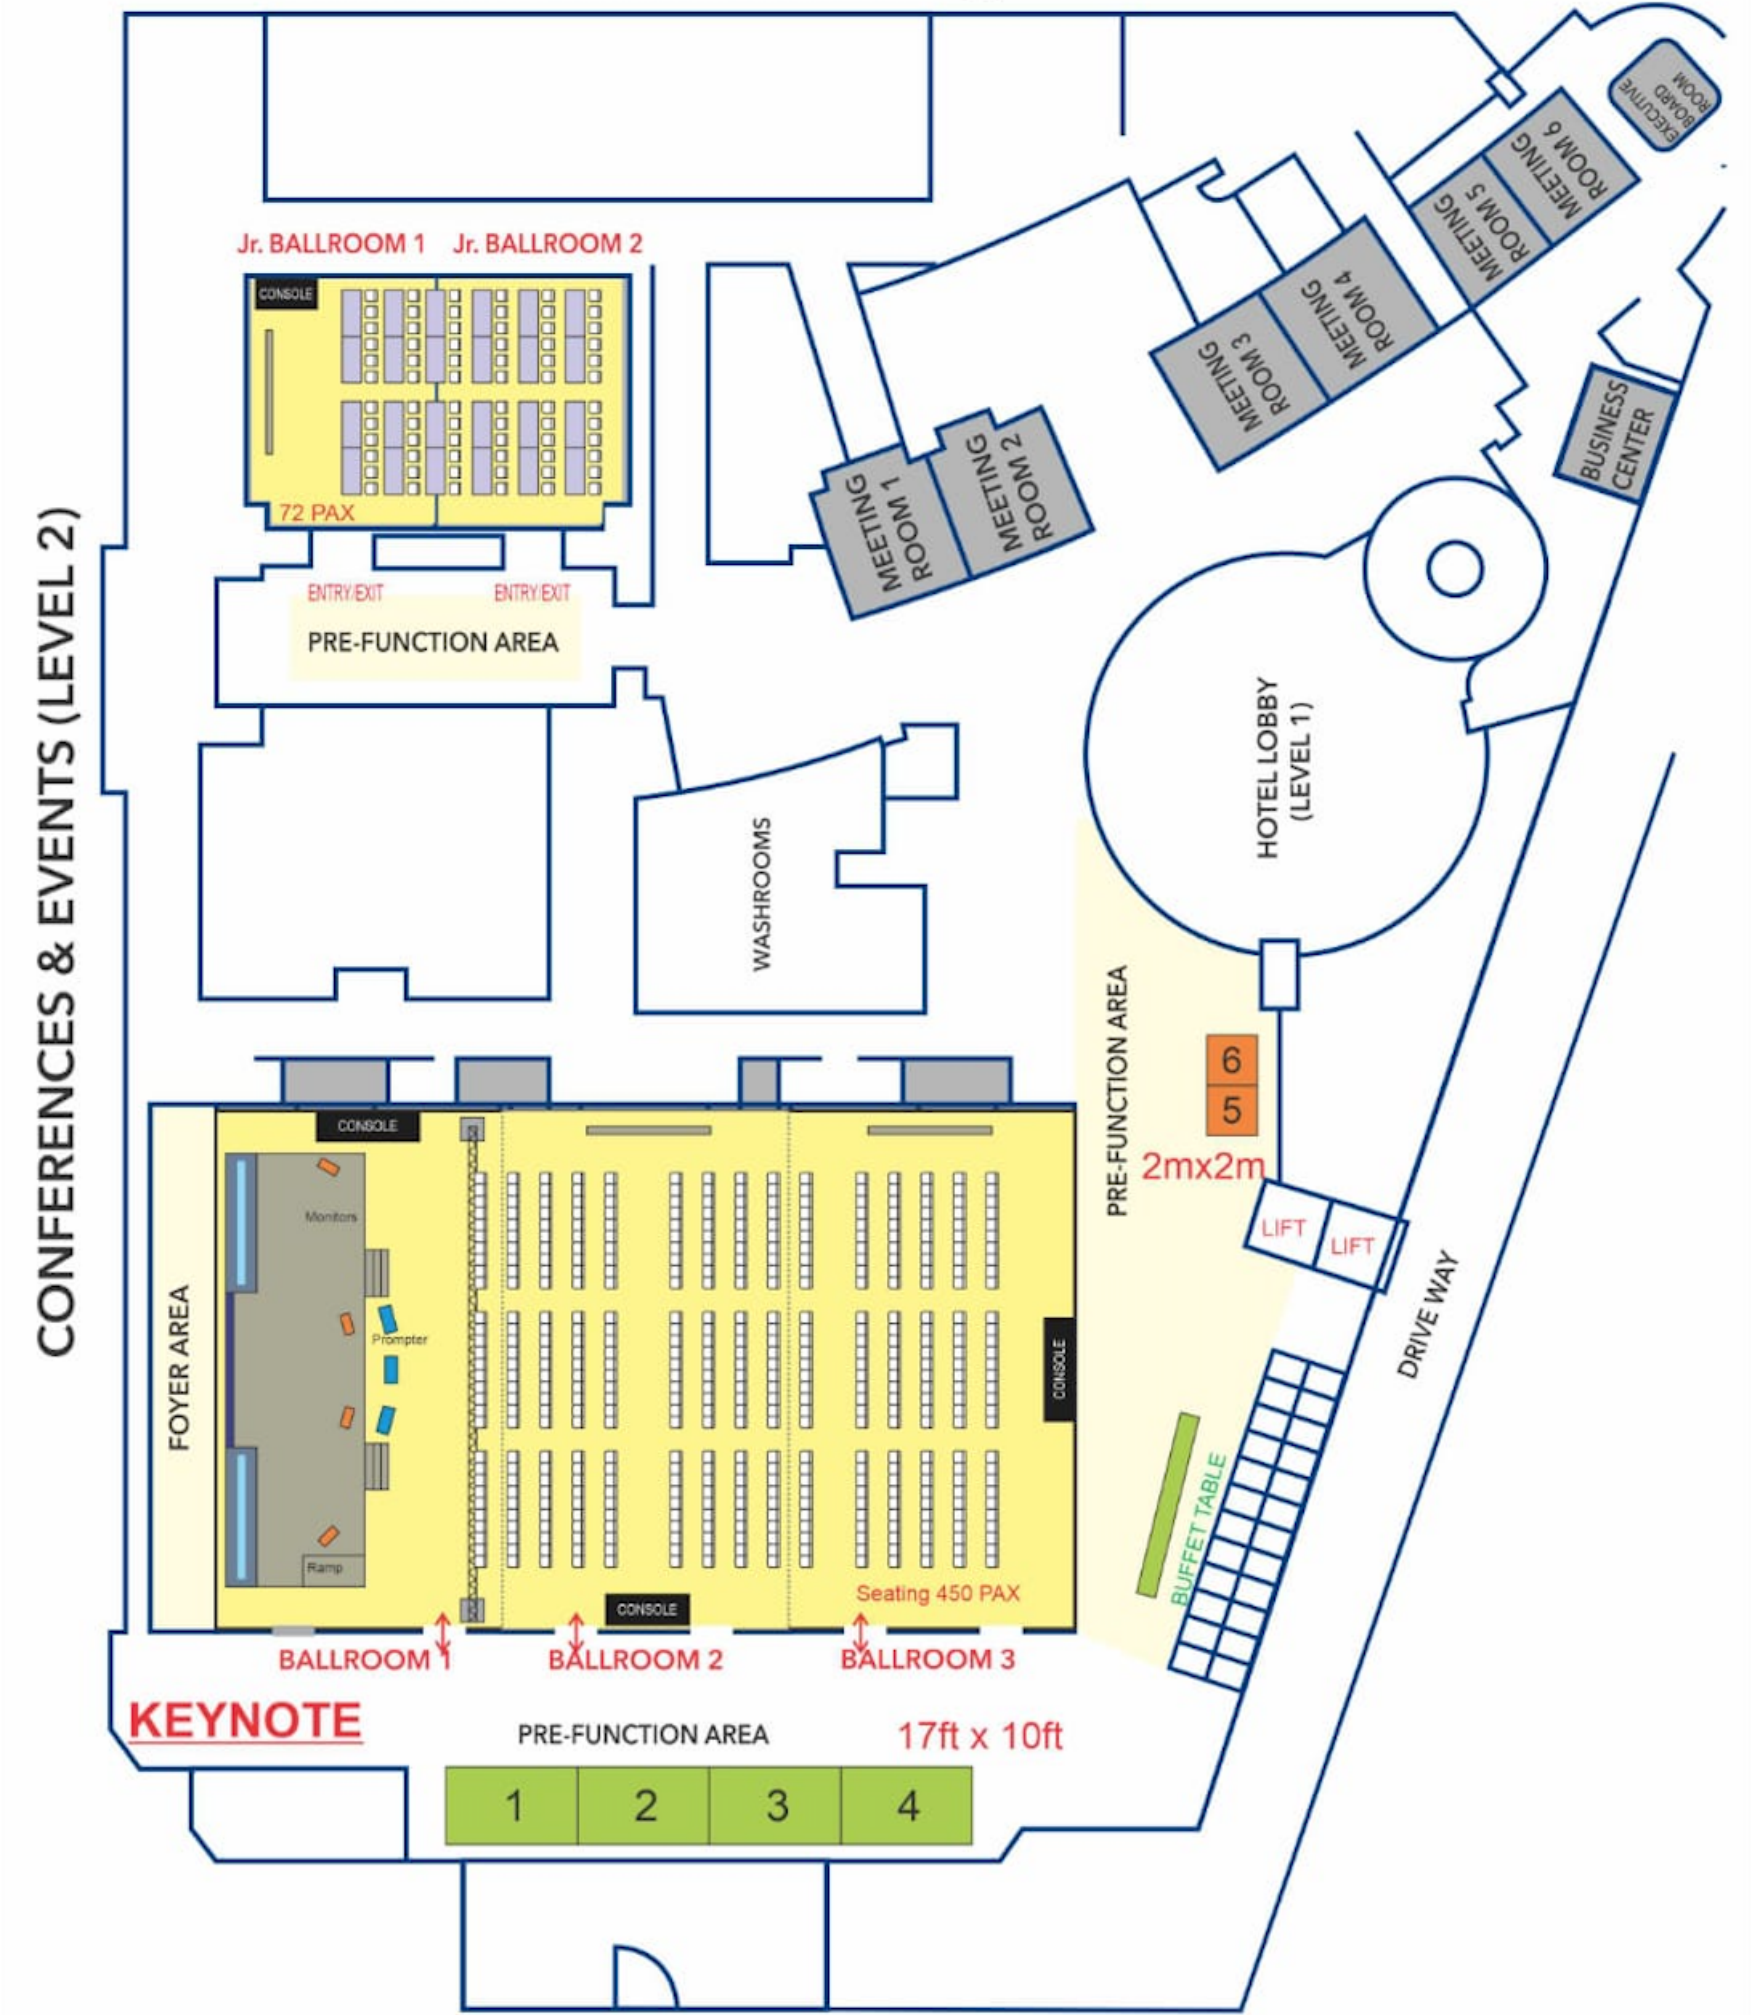 CONFERENCES & EVENTS (LEVEL 2)
EXECUTIVE
BOARD
ROOM
MEETING
ROOM 6
MEETING
ROOM 5
MEETING
ROOM 4
MEETING
ROOM 3
BUSINESS
CENTER
MEETING
ROOM 2
MEETING
ROOM 1
Jr. BALLROOM 1
Jr. BALLROOM 2
CONSOLE
72 PAX
ENTRY/EXIT
ENTRY/EXIT
PRE-FUNCTION AREA
HOTEL LOBBY
(LEVEL 1)
WASHROOMS
PRE-FUNCTION AREA
6
5
2mx2m
LIFT
LIFT
DRIVE WAY
FOYER AREA
CONSOLE
Monitors
Prompter
Ramp
CONSOLE
CONSOLE
Seating 450 PAX
BUFFET TABLE
BALLROOM 1
BALLROOM 2
BALLROOM 3
KEYNOTE
PRE-FUNCTION AREA
17ft x 10ft
1
2
3
4